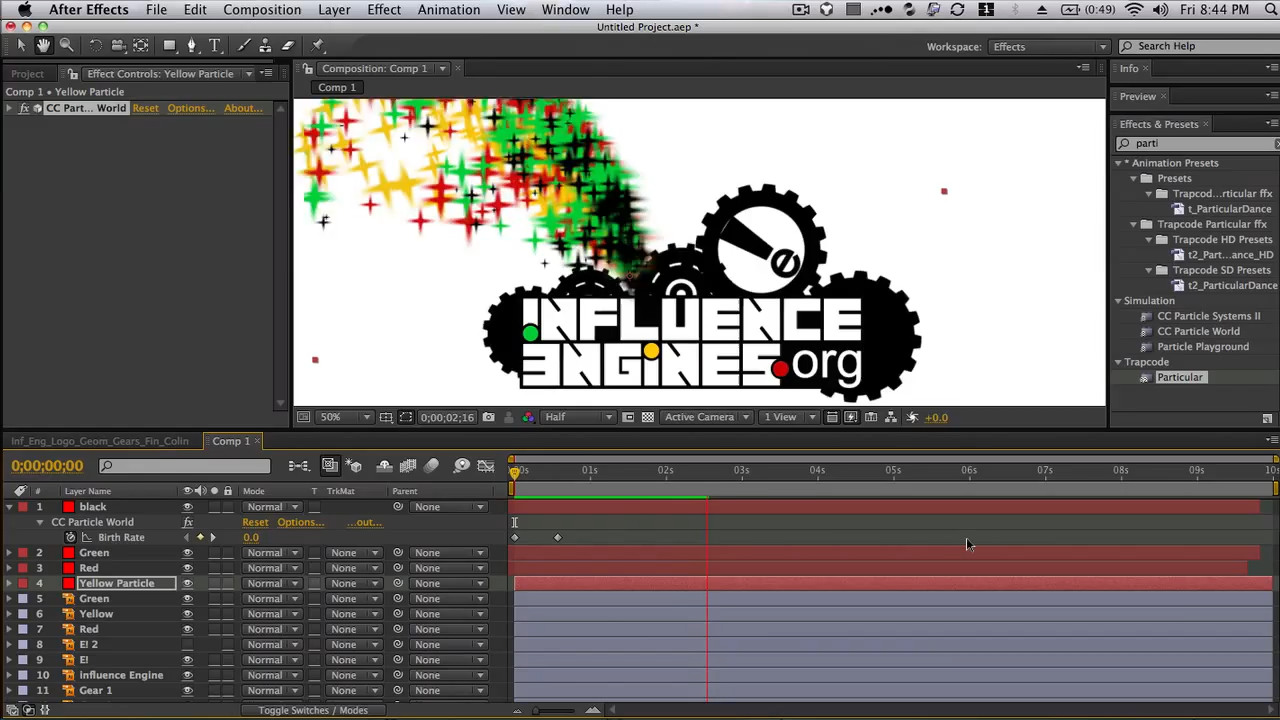 After Effects File Edit Composition Layer Effect Animation View Window Help (0:49) Fri 8:44 PM
Untitled Project.aep *
Workspace: Effects Search Help
Project Effect Controls: Yellow Particle Composition: Comp 1 Info
Comp 1 • Yellow Particle Comp 1 Preview
fx CC Part... World Reset Options... About...
Effects & Presets
parti
* Animation Presets
Presets
Trapcod...rticular ffx
t_ParticularDance
Trapcode Particular ffx
Trapcode HD Presets
t2_Part...ance_HD
Trapcode SD Presets
t2_ParticularDance
Simulation
CC Particle Systems II
CC Particle World
Particle Playground
Trapcode
Particular
e
INFLUENCE
ENGINES.org
50% 0;00;02;16 Half Active Camera 1 View +0.0
Inf_Eng_Logo_Geom_Gears_Fin_Colin Comp 1
0;00;00;00
01s 02s 03s 04s 05s 06s 07s 08s 09s 10s
# Layer Name Mode T TrkMat Parent
1 black Normal None
CC Particle World fx Reset Options... ...out...
Birth Rate 0.0
2 Green Normal None None
3 Red Normal None None
4 Yellow Particle Normal None None
5 Green Normal None None
6 Yellow Normal None None
7 Red Normal None None
8 EI 2 Normal None None
9 EI Normal None None
10 Influence Engine Normal None None
11 Gear 1 Normal None None
Toggle Switches / Modes